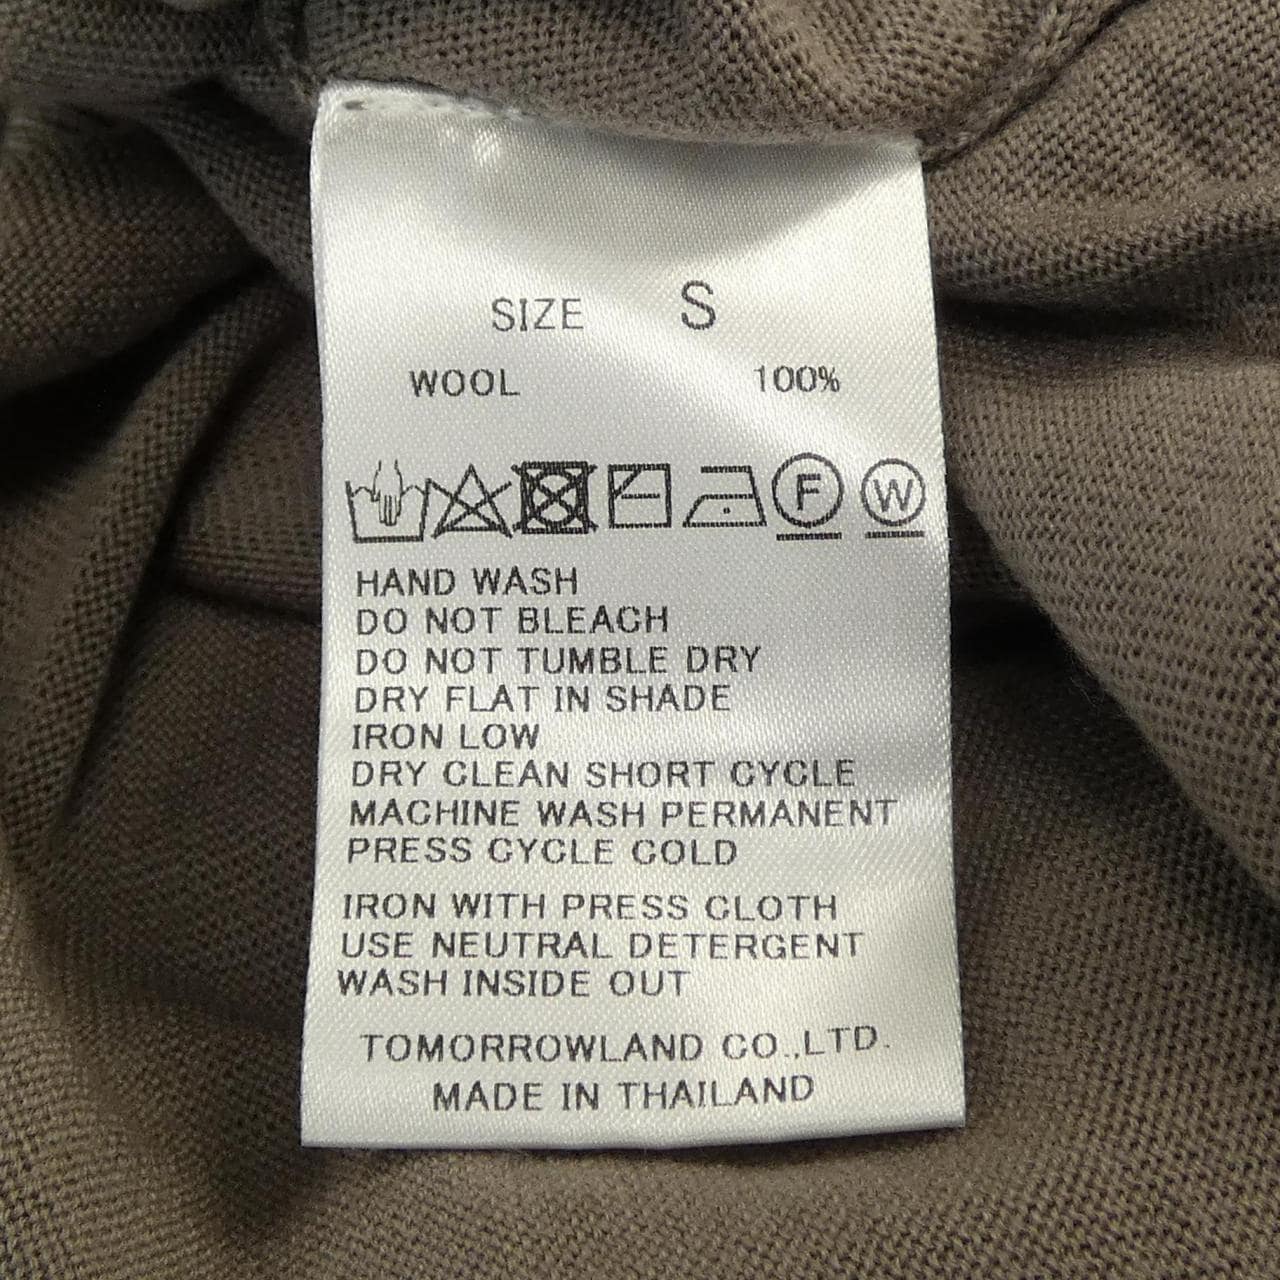 SIZE S
WOOL 100%
F W
HAND WASH
DO NOT BLEACH
DO NOT TUMBLE DRY
DRY FLAT IN SHADE
IRON LOW
DRY CLEAN SHORT CYCLE
MACHINE WASH PERMANENT
PRESS CYCLE COLD
IRON WITH PRESS CLOTH
USE NEUTRAL DETERGENT
WASH INSIDE OUT
TOMORROWLAND CO.,LTD.
MADE IN THAILAND